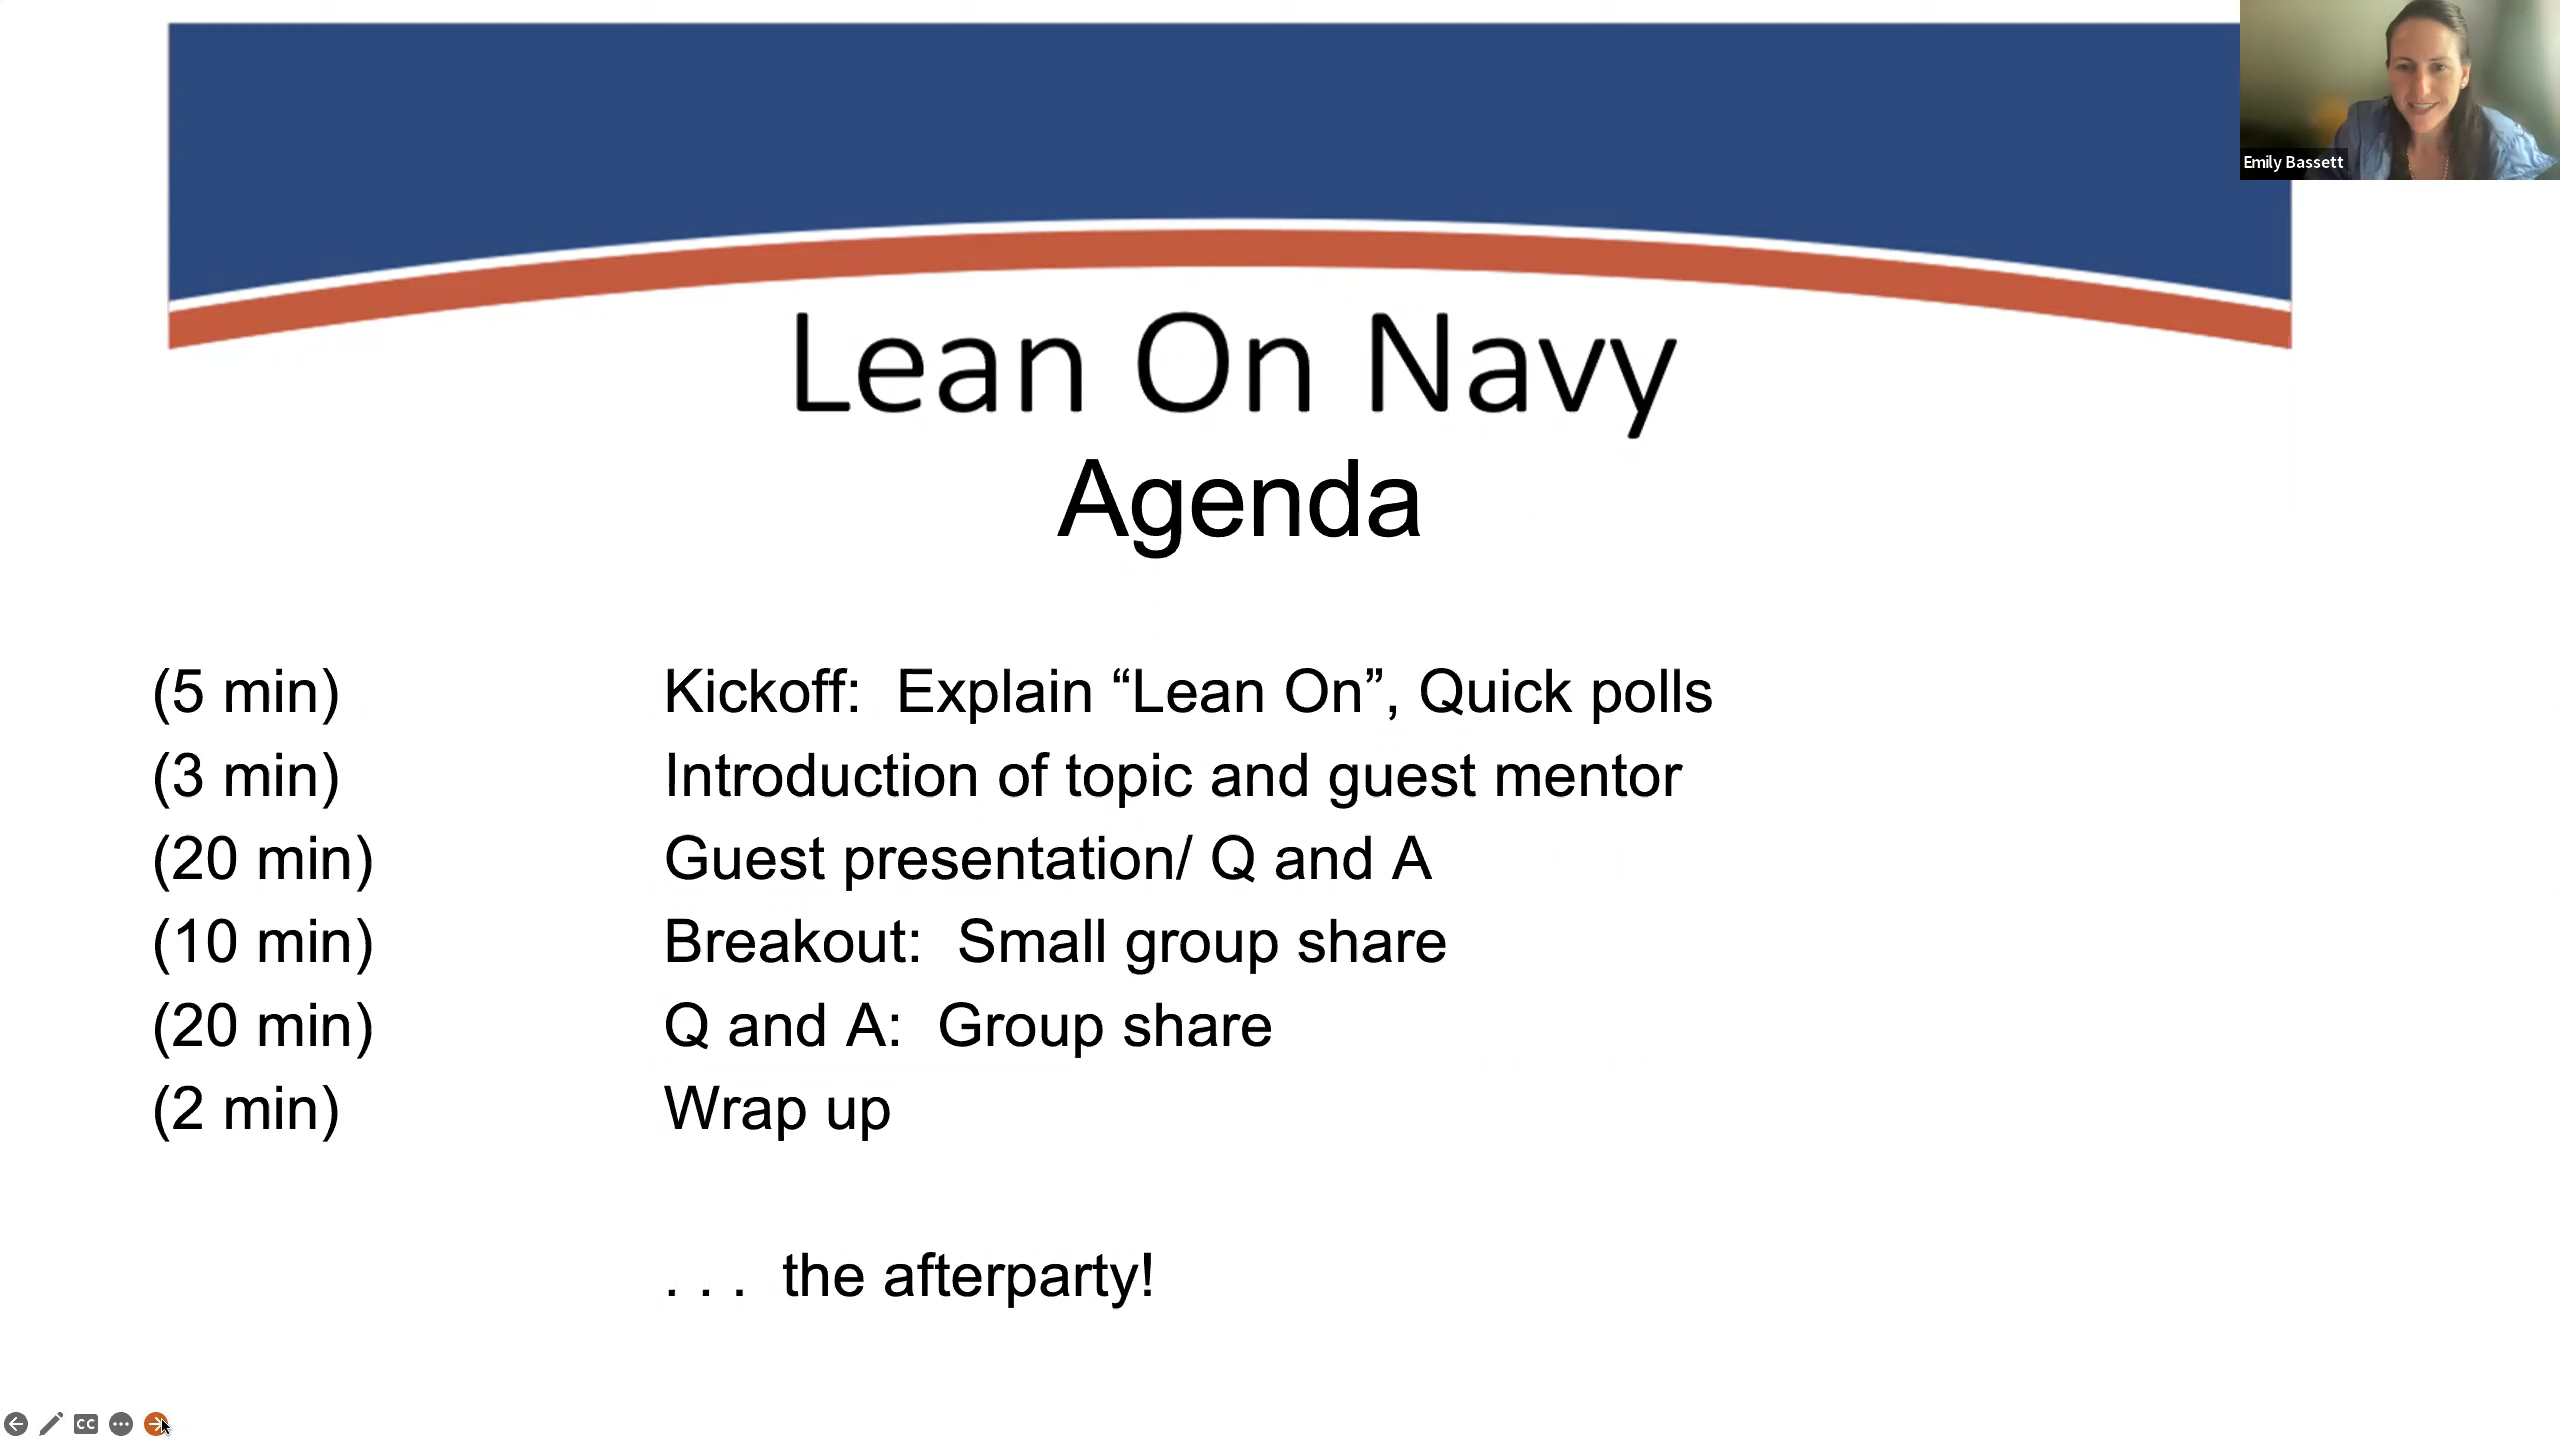 Emily Bassett
Lean On Navy
Agenda
(5 min) Kickoff: Explain “Lean On”, Quick polls
(3 min) Introduction of topic and guest mentor
(20 min) Guest presentation/ Q and A
(10 min) Breakout: Small group share
(20 min) Q and A: Group share
(2 min) Wrap up
. . . the afterparty!
CC